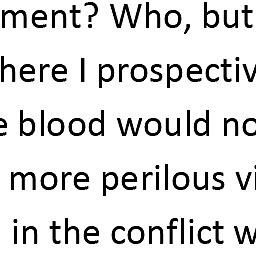 ment? Who, but
here I prospectiv
e blood would no
more perilous vi
in the conflict w